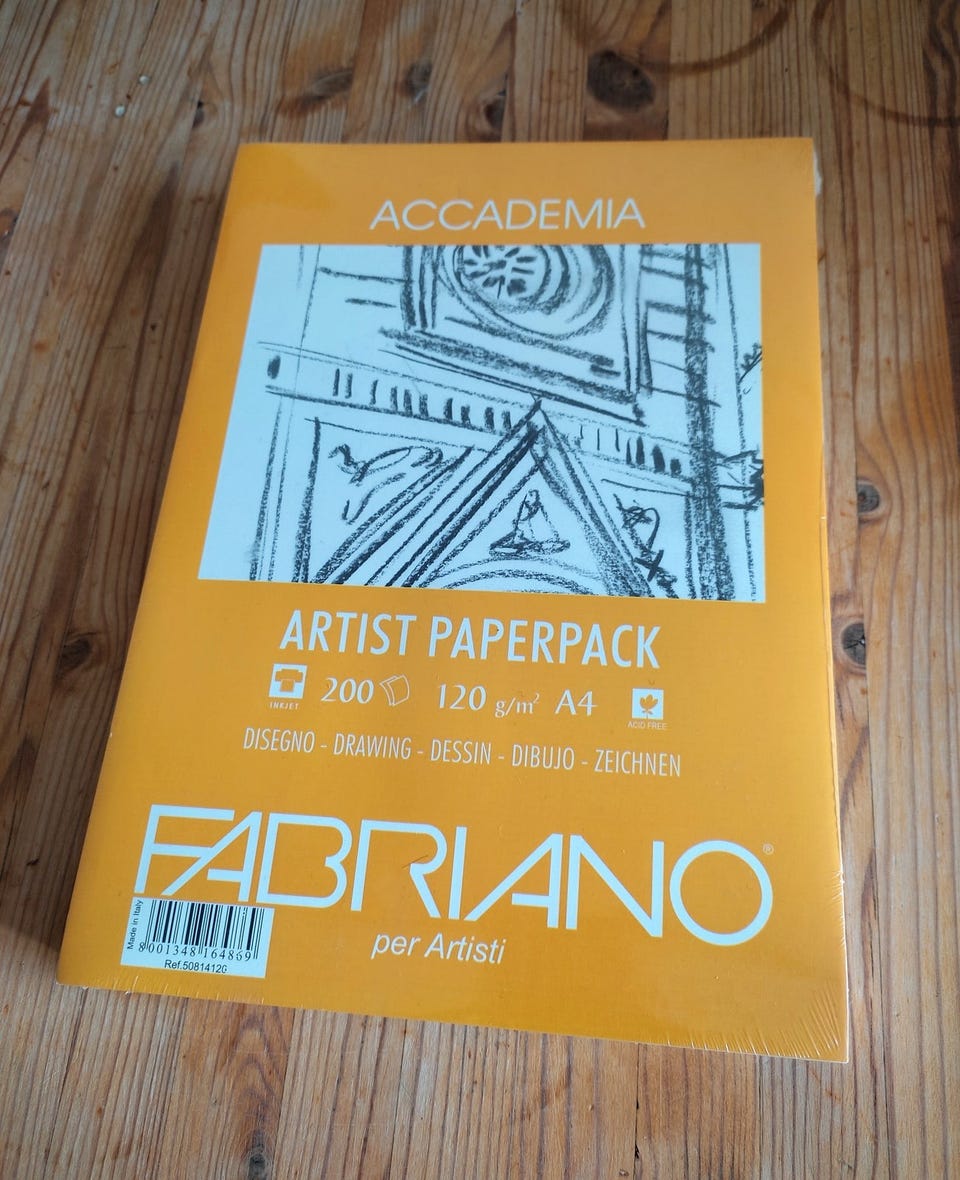 ACCADEMIA
ARTIST PAPERPACK
INKJET
200 120 g/m² A4
ACID FREE
DISEGNO - DRAWING - DESSIN - DIBUJO - ZEICHNEN
FABRIANO®
per Artisti
Made in Italy
8 001348 164869
Ref.50814120